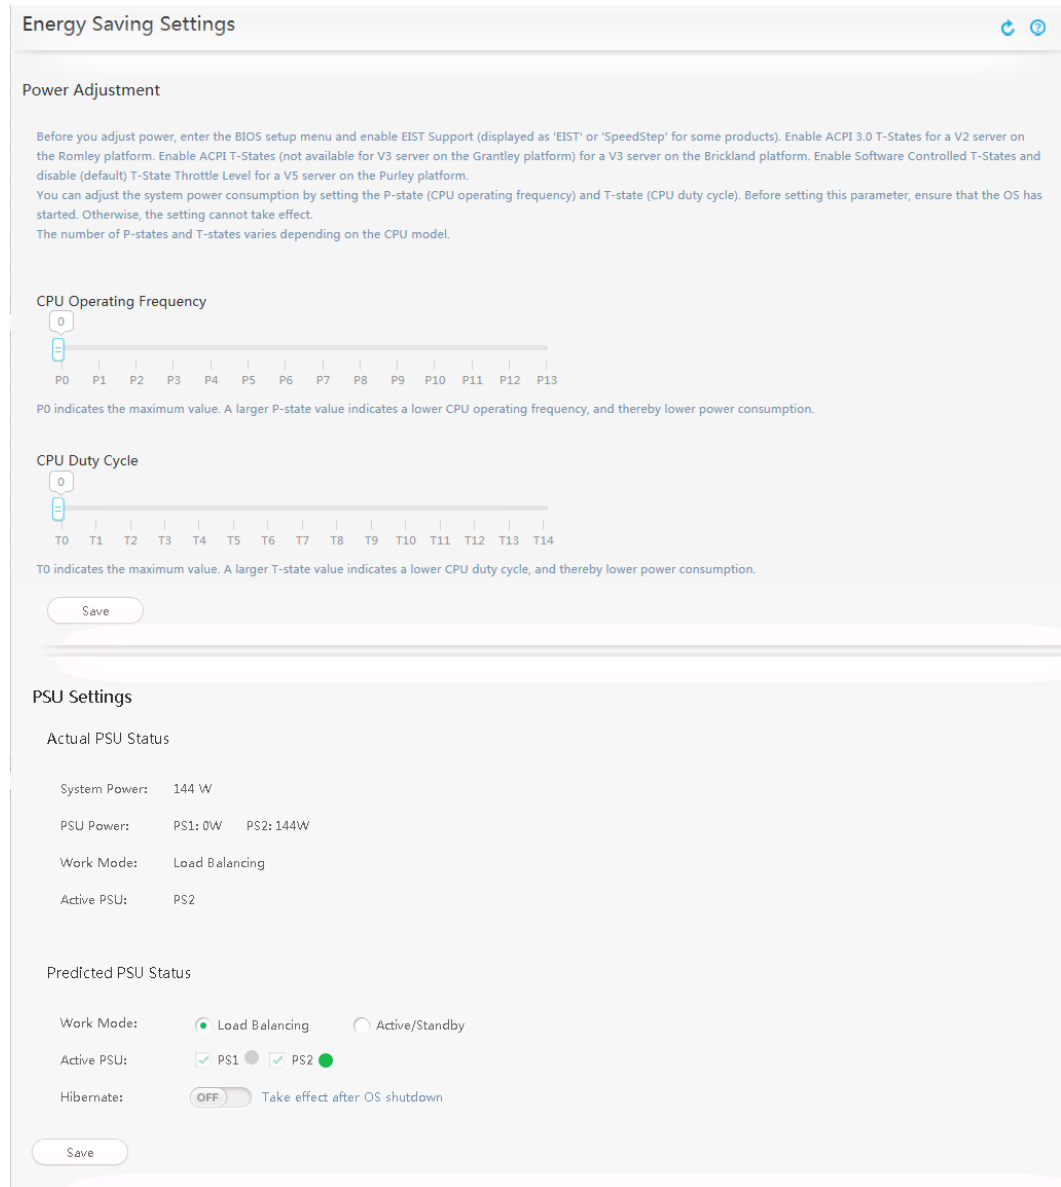 Energy Saving Settings
Power Adjustment
Before you adjust power, enter the BIOS setup menu and enable EIST Support (displayed as 'EIST' or 'SpeedStep' for some products). Enable ACPI 3.0 T-States for a V2 server on
the Romley platform. Enable ACPI T-States (not available for V3 server on the Grantley platform) for a V3 server on the Brickland platform. Enable Software Controlled T-States and
disable (default) T-State Throttle Level for a V5 server on the Purley platform.
You can adjust the system power consumption by setting the P-state (CPU operating frequency) and T-state (CPU duty cycle). Before setting this parameter, ensure that the OS has
started. Otherwise, the setting cannot take effect.
The number of P-states and T-states varies depending on the CPU model.
CPU Operating Frequency
0
P0 P1 P2 P3 P4 P5 P6 P7 P8 P9 P10 P11 P12 P13
P0 indicates the maximum value. A larger P-state value indicates a lower CPU operating frequency, and thereby lower power consumption.
CPU Duty Cycle
0
T0 T1 T2 T3 T4 T5 T6 T7 T8 T9 T10 T11 T12 T13 T14
T0 indicates the maximum value. A larger T-state value indicates a lower CPU duty cycle, and thereby lower power consumption.
Save
PSU Settings
Actual PSU Status
System Power: 144 W
PSU Power: PS1: 0W PS2: 144W
Work Mode: Load Balancing
Active PSU: PS2
Predicted PSU Status
Work Mode: Load Balancing Active/Standby
Active PSU: PS1 PS2
Hibernate: OFF Take effect after OS shutdown
Save